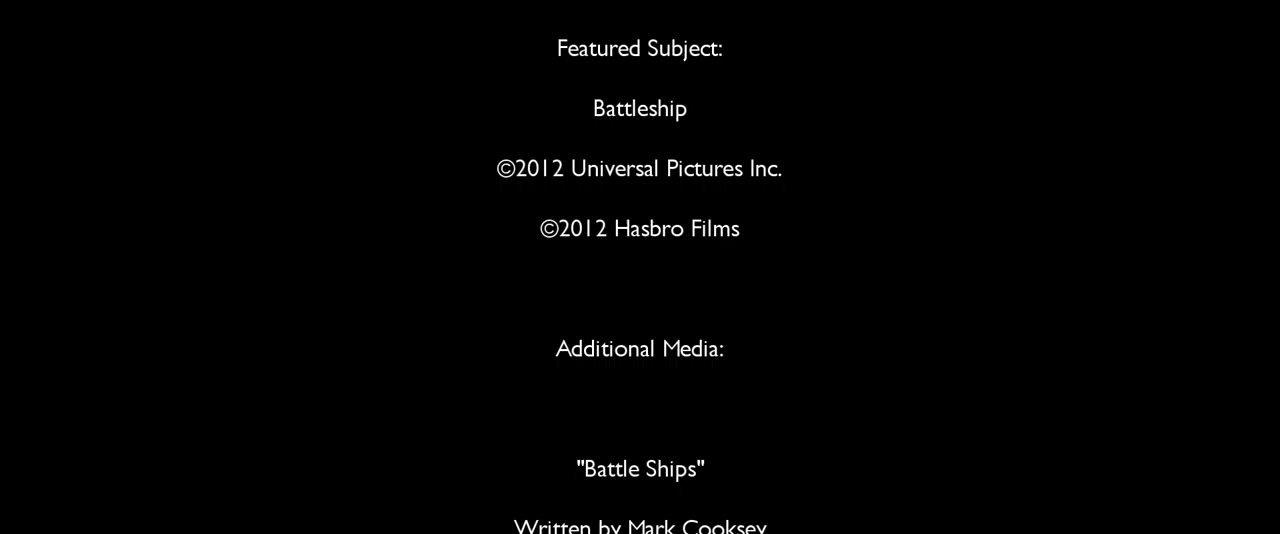 Featured Subject:
Battleship
©2012 Universal Pictures Inc.
©2012 Hasbro Films
Additional Media:
"Battle Ships"
Written by Mark Cooksey